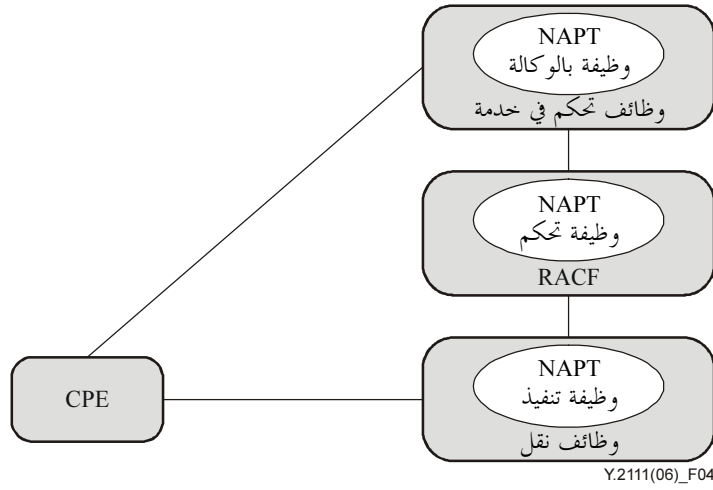 NAPT
وظيفة بالوكالة
وظائف تحكم في خدمة
NAPT
وظيفة تحكم
RACF
NAPT
وظيفة تنفيذ
وظائف نقل
CPE
Y.2111(06)_F04